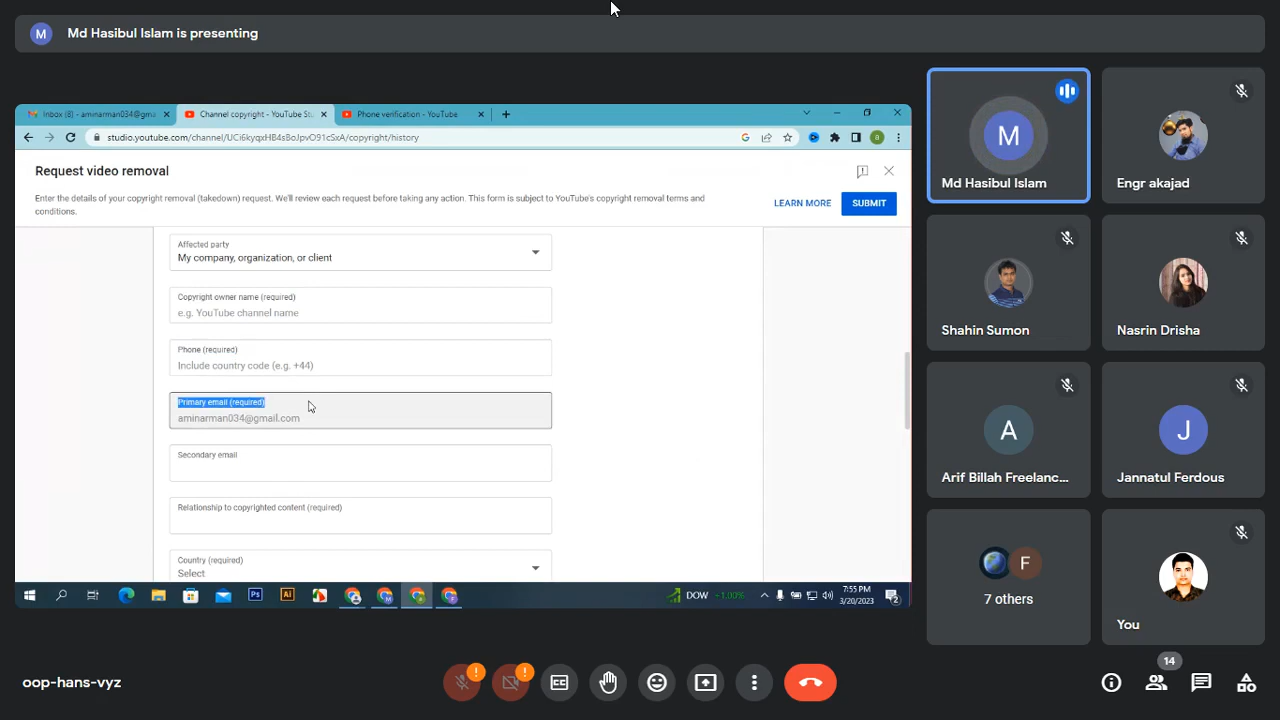 M Md Hasibul Islam is presenting
Inbox (8) - aminarman034@gma
Channel copyright - YouTube St
Phone verification - YouTube
studio.youtube.com/channel/UCi6kyqxHB4sBoJpvO91cSxA/copyright/history
B
Request video removal
Enter the details of your copyright removal (takedown) request. We'll review each request before taking any action. This form is subject to YouTube's copyright removal terms and
conditions.
LEARN MORE
SUBMIT
Affected party
My company, organization, or client
Copyright owner name (required)
e.g. YouTube channel name
Phone (required)
Include country code (e.g. +44)
Primary email (required)
aminarman034@gmail.com
Secondary email
Relationship to copyrighted content (required)
Country (required)
Select
Ps
Ai
DOW +1.00%
7:55 PM
3/20/2023
2
M
Md Hasibul Islam
Engr akajad
Shahin Sumon
Nasrin Drisha
A
Arif Billah Freelanc...
J
Jannatul Ferdous
F
7 others
You
oop-hans-vyz
14